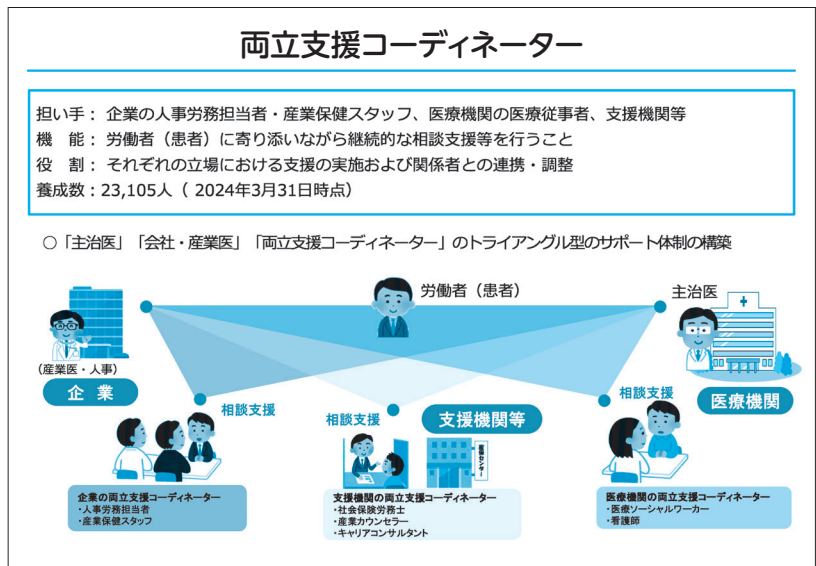 両立支援コーディネーター
担い手： 企業の人事労務担当者・産業保健スタッフ、医療機関の医療従事者、支援機関等
機　能： 労働者（患者）に寄り添いながら継続的な相談支援等を行うこと
役　割： それぞれの立場における支援の実施および関係者との連携・調整
養成数：23,105人（ 2024年3月31日時点）
○「主治医」「会社・産業医」「両立支援コーディネーター」のトライアングル型のサポート体制の構築
労働者（患者）
主治医
（産業医・人事）
企 業
医療機関
相談支援
相談支援
相談支援
支援機関等
産保センター
企業の両立支援コーディネーター
・人事労務担当者
・産業保健スタッフ
支援機関の両立支援コーディネーター
・社会保険労務士
・産業カウンセラー
・キャリアコンサルタント
医療機関の両立支援コーディネーター
・医療ソーシャルワーカー
・看護師